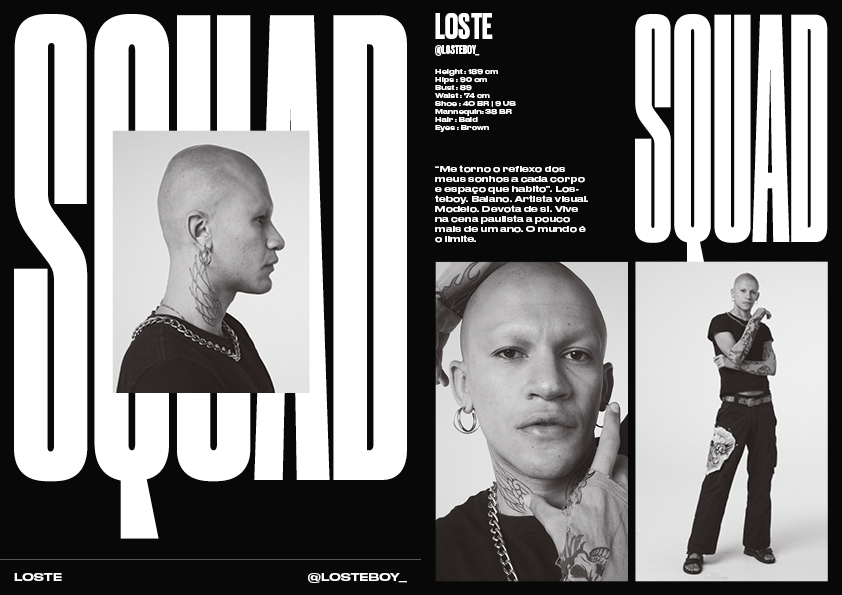 SQUAD
LOSTE
@LOSTEBOY_
LOSTE
@LOSTEBOY_
Height: 189 cm
Hips: 90 cm
Bust: 89
Waist: 74 cm
Shoe: 40 BR | 9 US
Mannequin: 38 BR
Hair: Bald
Eyes: Brown
"Me torno o reflexo dos
meus sonhos a cada corpo
e espaço que habito". Los-
teboy. Baiano. Artista visual.
Modelo. Devota de si. Vive
na cena paulista a pouco
mais de um ano. O mundo é
o limite.
SQUAD